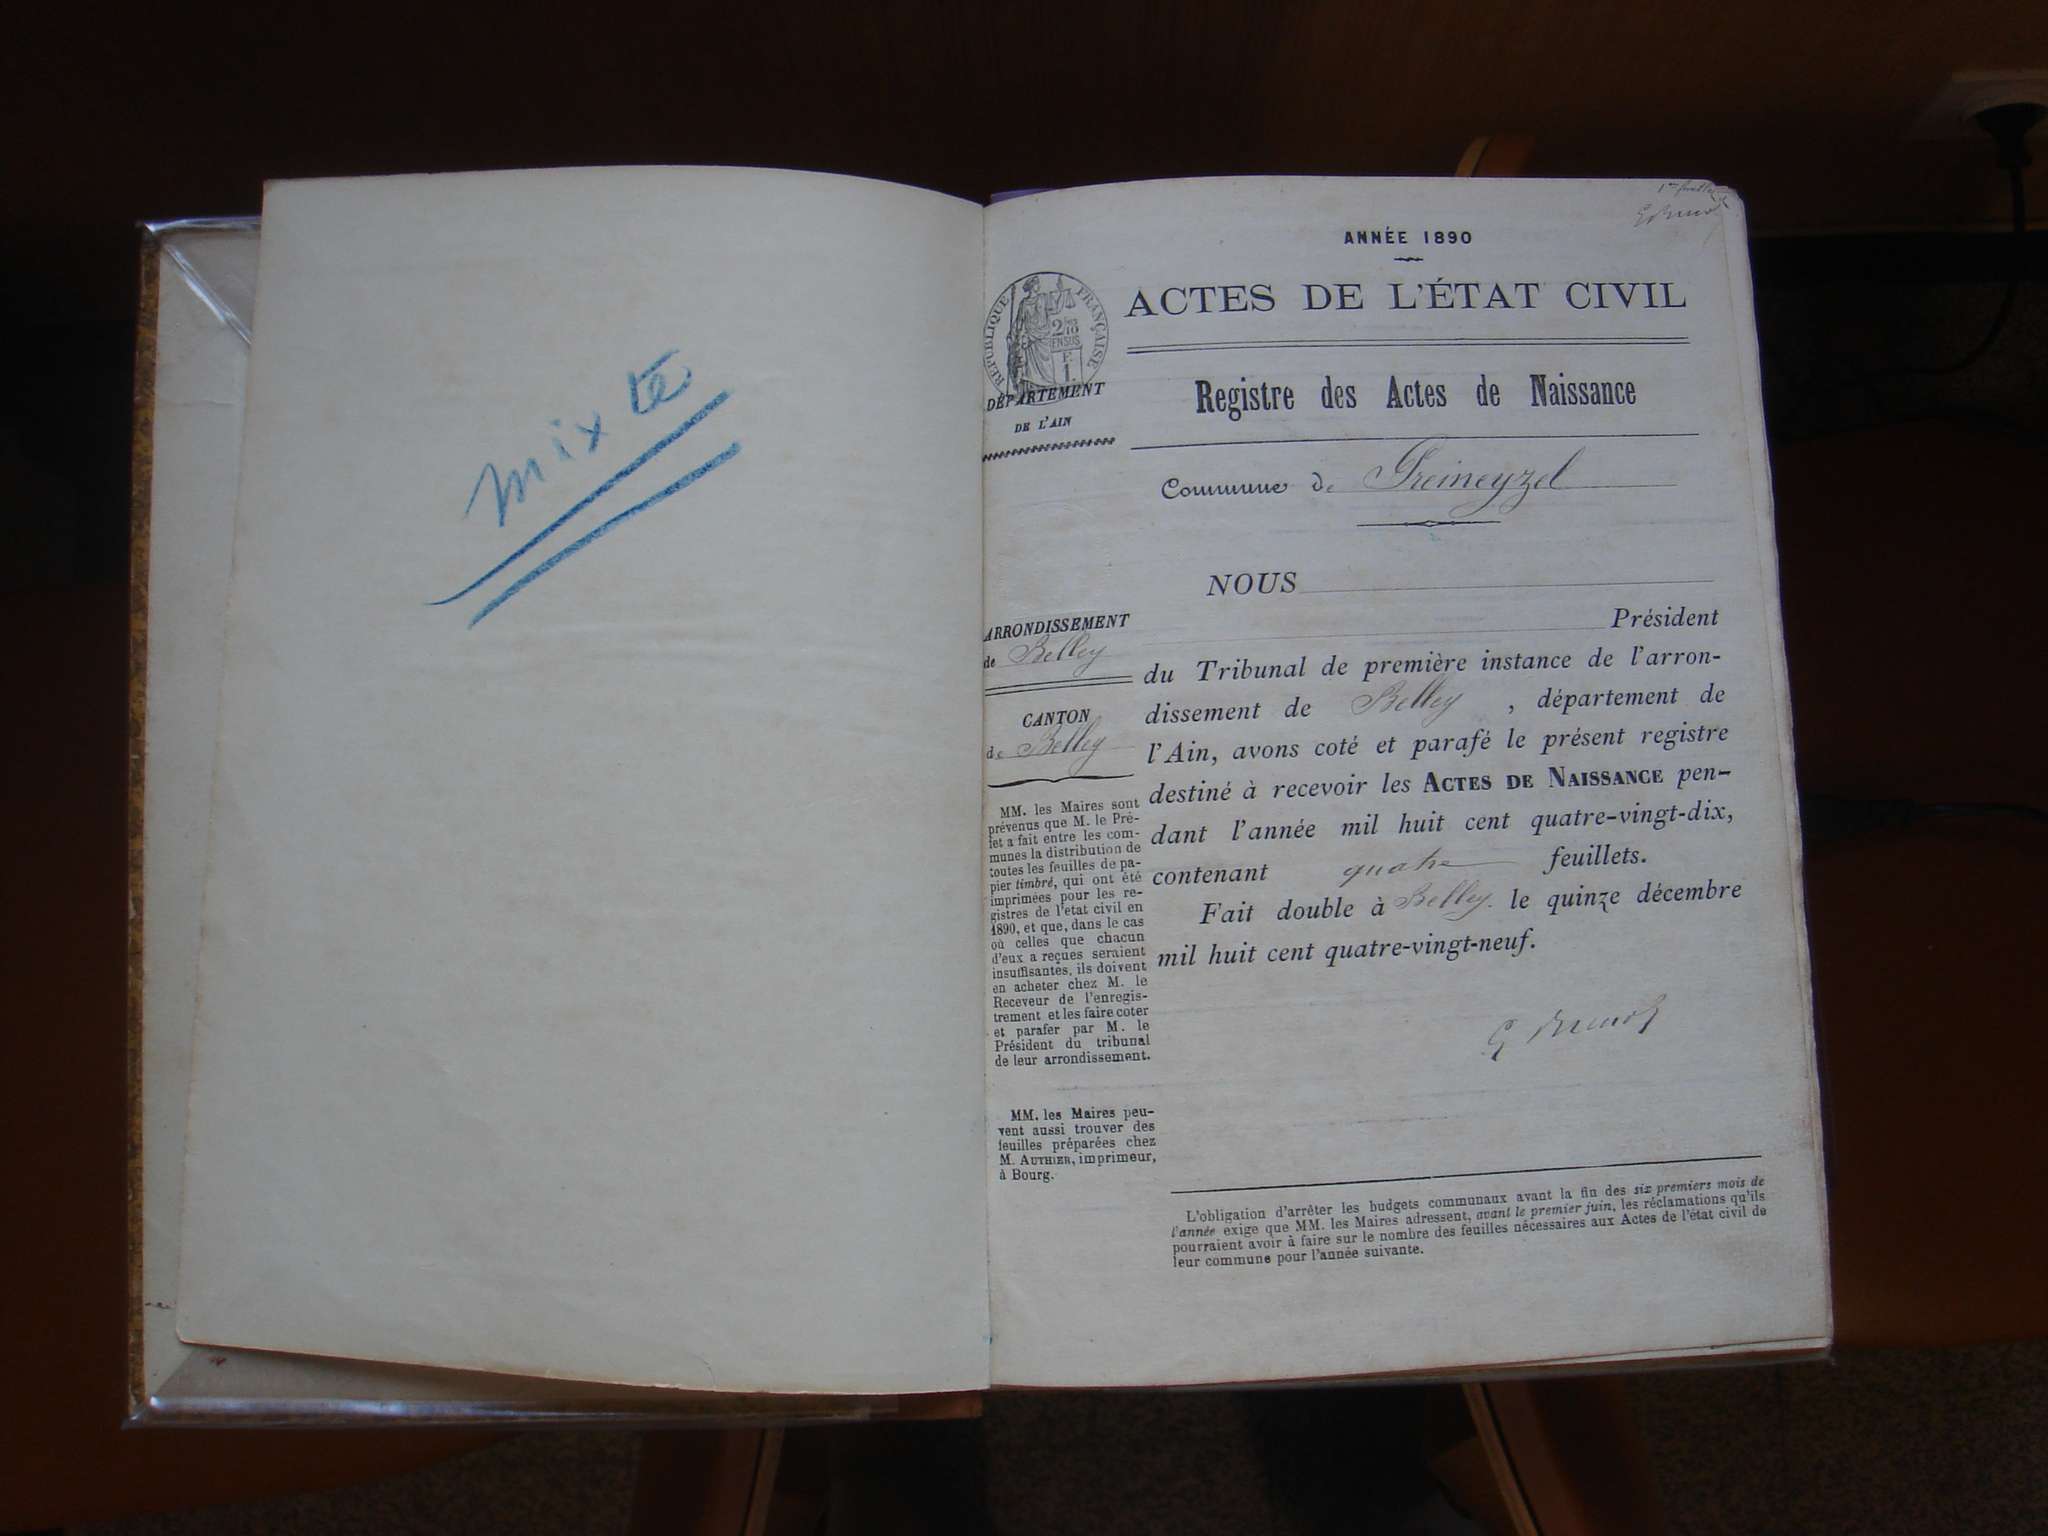 mixte
1er feuillet
ANNÉE 1890
ACTES DE L'ÉTAT CIVIL
RÉPUBLIQUE FRANÇAISE
2/10
EN SUS
F.
1.
DÉPARTEMENT
DE L'AIN
Registre des Actes de Naissance
Commune de Premeyzel
NOUS
Président
du Tribunal de première instance de l'arron-
dissement de Belley, département de
l'Ain, avons coté et parafé le présent registre
destiné à recevoir les ACTES DE NAISSANCE pen-
dant l'année mil huit cent quatre-vingt-dix,
contenant quatre feuillets.
Fait double à Belley le quinze décembre
mil huit cent quatre-vingt-neuf.
ARRONDISSEMENT
de Belley
CANTON
de Belley
MM. les Maires sont
prévenus que M. le Pré-
fet a fait entre les com-
munes la distribution de
toutes les feuilles de pa-
pier timbré, qui ont été
imprimées pour les re-
gistres de l'état civil en
1890, et que, dans le cas
où celles que chacun
d'eux a reçues seraient
insuffisantes, ils doivent
en acheter chez M. le
Receveur de l'enregis-
trement et les faire coter
et parafer par M. le
Président du tribunal
de leur arrondissement.
MM. les Maires peu-
vent aussi trouver des
feuilles préparées chez
M. AUTHIER, imprimeur,
à Bourg.
L'obligation d'arrêter les budgets communaux avant la fin des six premiers mois de
l'année exige que MM. les Maires adressent, avant le premier juin, les réclamations qu'ils
pourraient avoir à faire sur le nombre des feuilles nécessaires aux Actes de l'état civil de
leur commune pour l'année suivante.